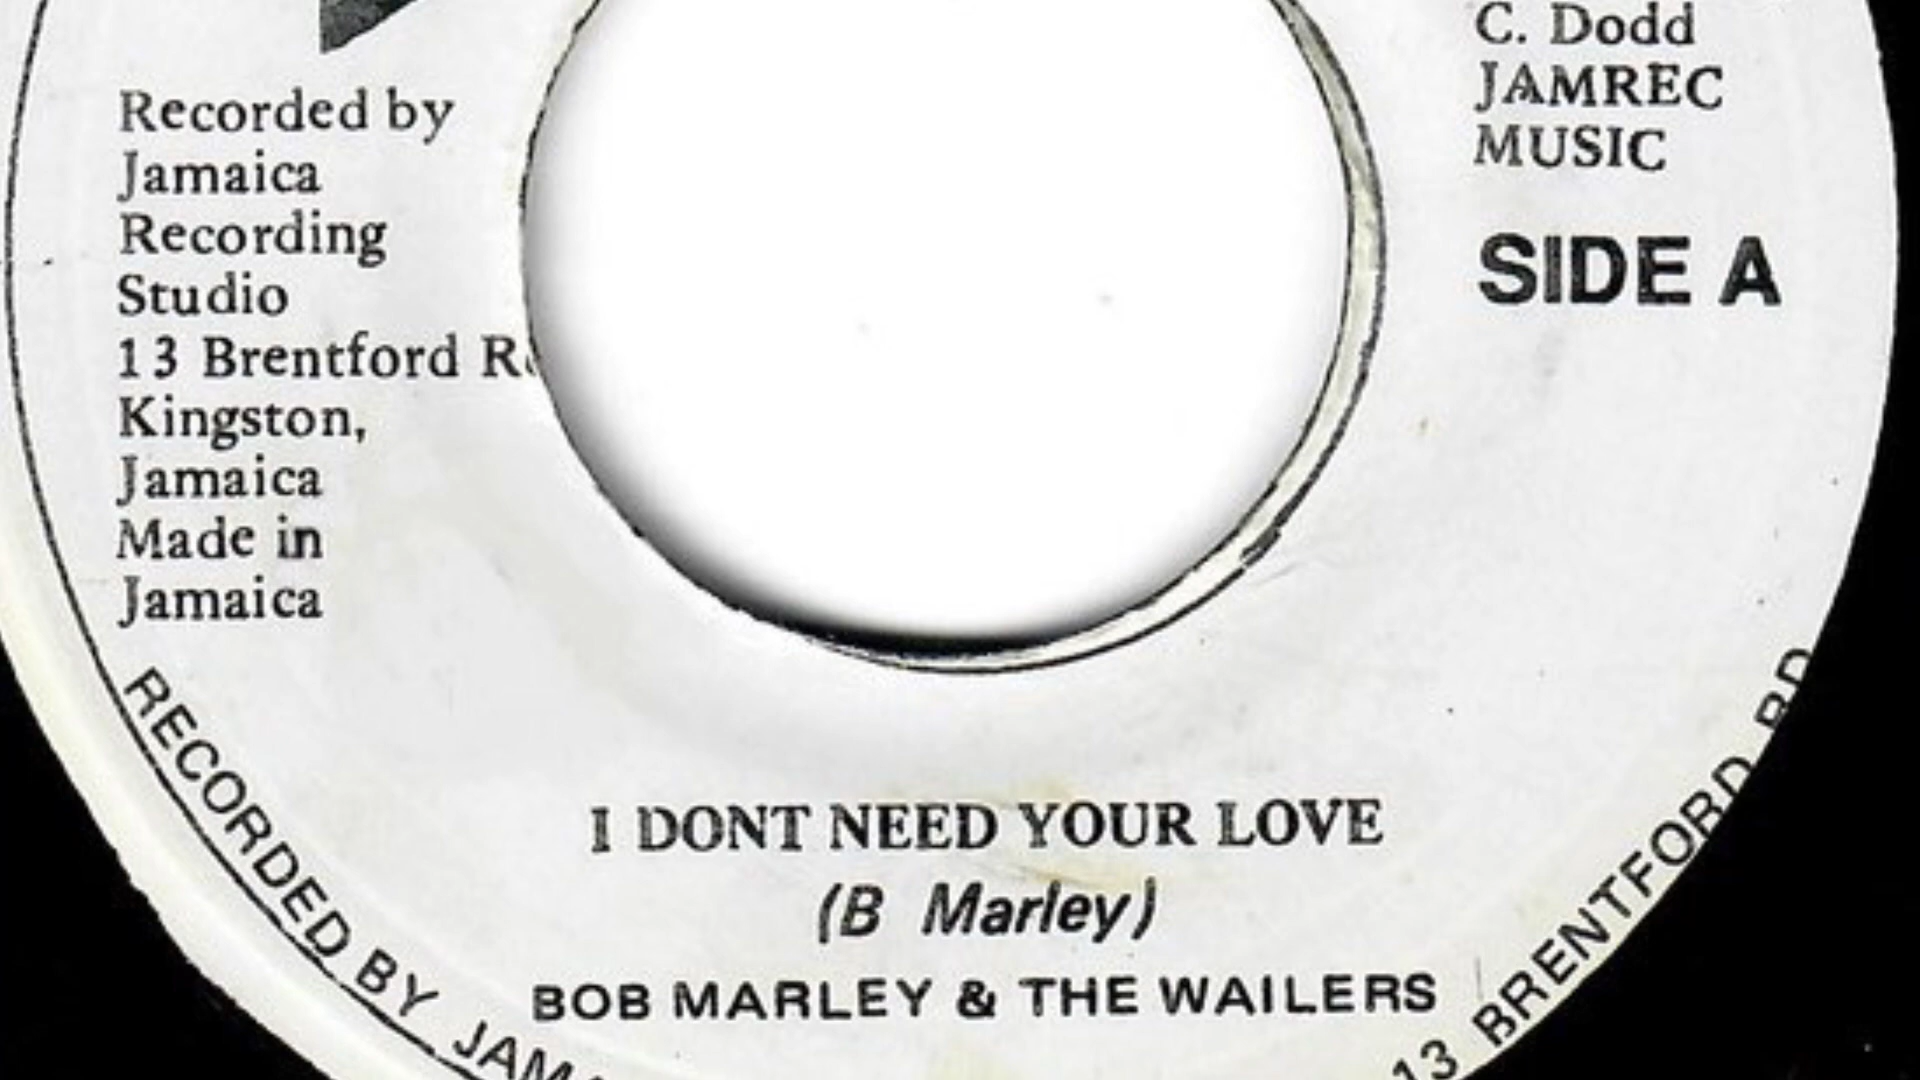 Recorded by
Jamaica
Recording
Studio
13 Brentford
Kingston,
Jamaica
Made in
Jamaica
C. Dodd
JAMREC
MUSIC
SIDE A
I DONT NEED YOUR LOVE
(B Marley)
BOB MARLEY & THE WAILERS
RECORDED BY
13 BRENTFORD RD